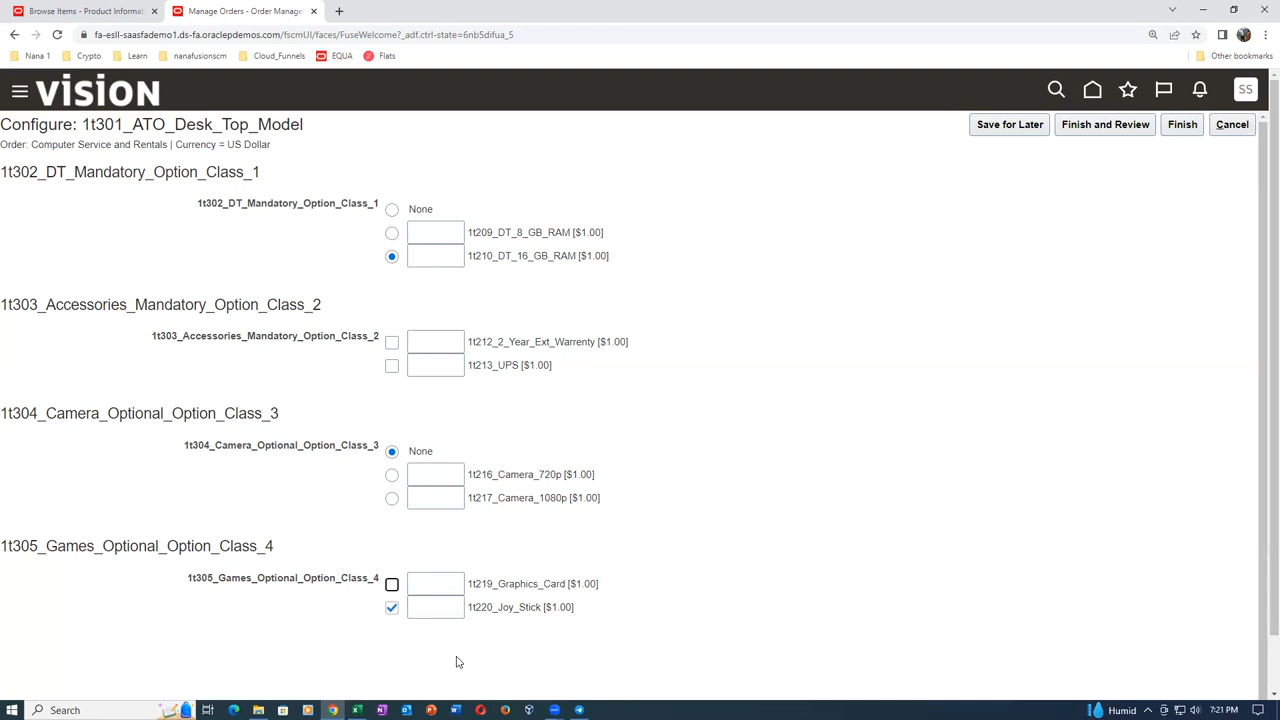 Browse Items - Product Informat
Manage Orders - Order Manage
fa-esll-saasfademo1.ds-fa.oraclepdemos.com/fscmUI/faces/FuseWelcome?_adf.ctrl-state=6nb5difua_5
Nana 1
Crypto
Learn
nanafusionscm
Cloud_Funnels
EQUA
Flats
Other bookmarks
VISION
SS
Configure: 1t301_ATO_Desk_Top_Model
Save for Later
Finish and Review
Finish
Cancel
Order: Computer Service and Rentals | Currency = US Dollar
1t302_DT_Mandatory_Option_Class_1
1t302_DT_Mandatory_Option_Class_1
None
1t209_DT_8_GB_RAM [$1.00]
1t210_DT_16_GB_RAM [$1.00]
1t303_Accessories_Mandatory_Option_Class_2
1t303_Accessories_Mandatory_Option_Class_2
1t212_2_Year_Ext_Warrenty [$1.00]
1t213_UPS [$1.00]
1t304_Camera_Optional_Option_Class_3
1t304_Camera_Optional_Option_Class_3
None
1t216_Camera_720p [$1.00]
1t217_Camera_1080p [$1.00]
1t305_Games_Optional_Option_Class_4
1t305_Games_Optional_Option_Class_4
1t219_Graphics_Card [$1.00]
1t220_Joy_Stick [$1.00]
Search
Humid
7:21 PM